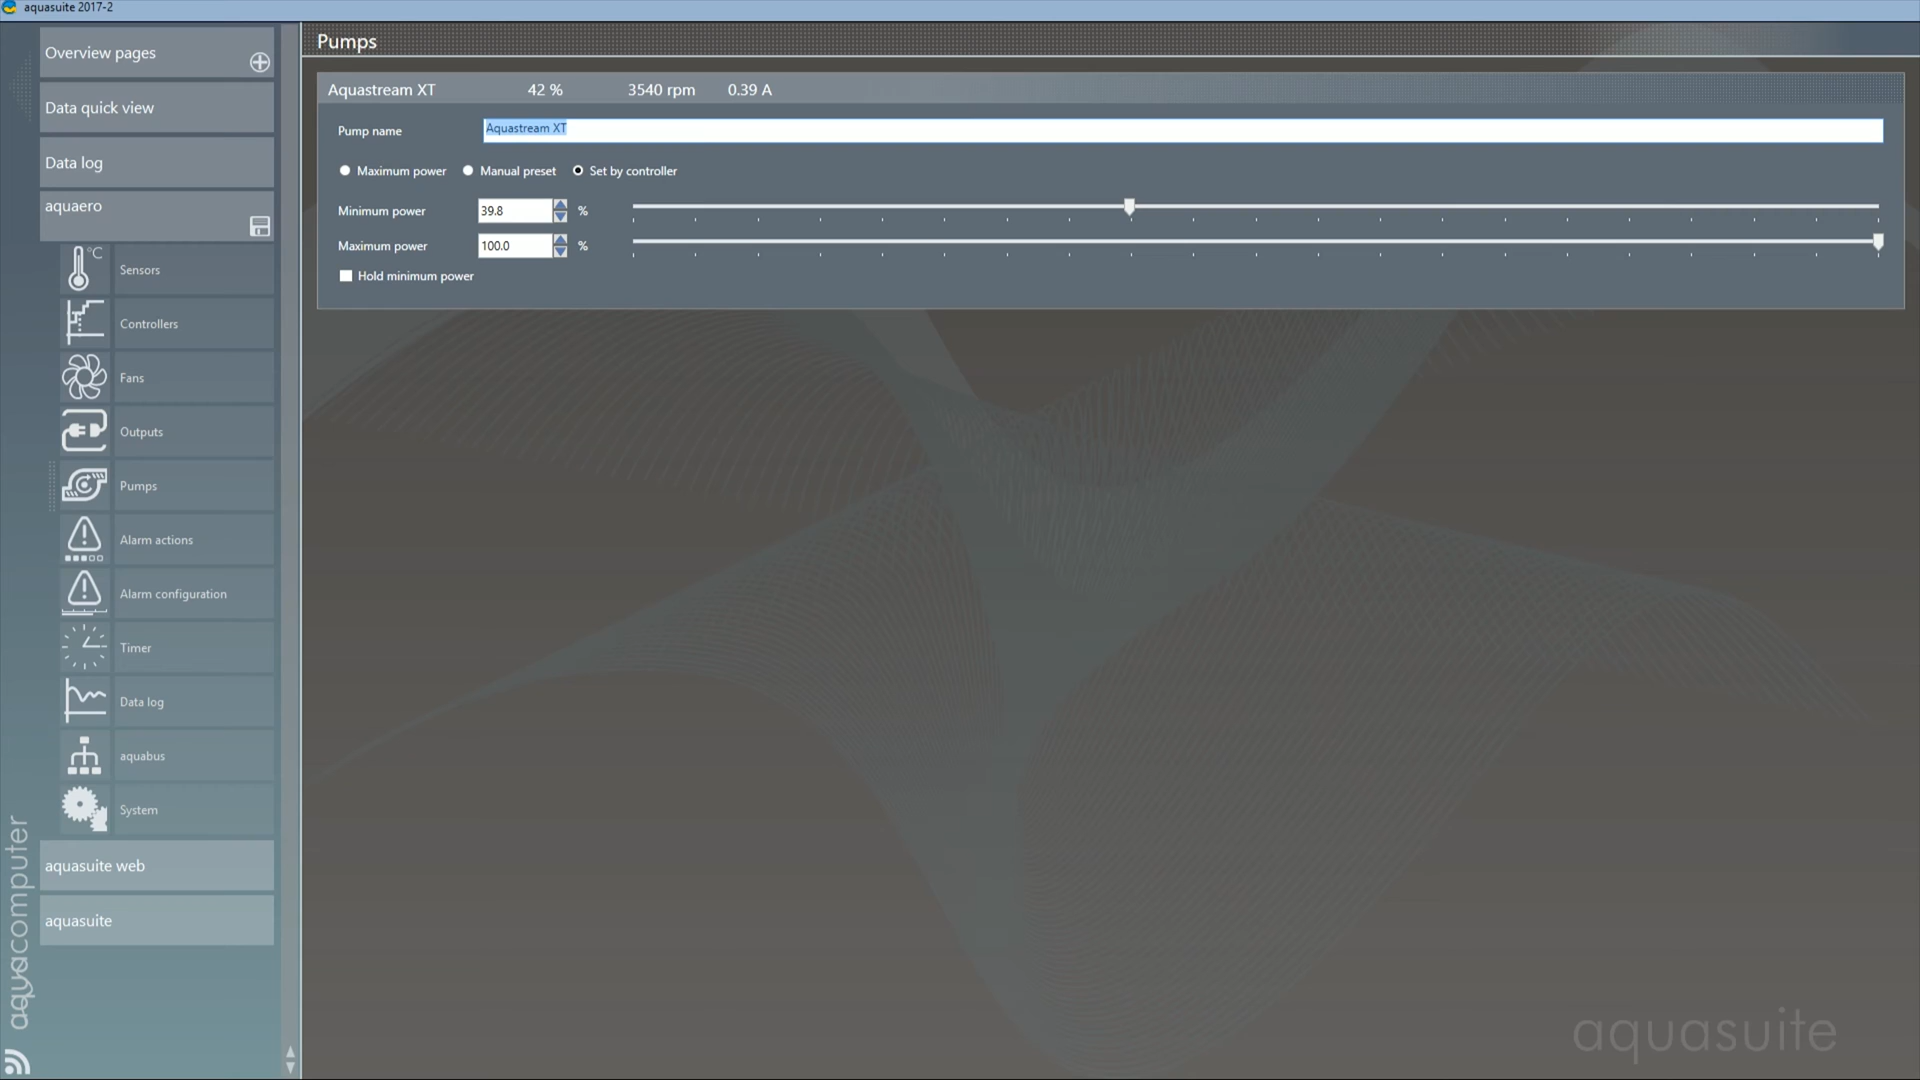 aquasuite 2017-2
Overview pages
Data quick view
Data log
aquaero
°C
Sensors
Controllers
Fans
Outputs
Pumps
Alarm actions
Alarm configuration
Timer
Data log
aquabus
System
aquasuite web
aquasuite
aquacomputer
Pumps
Aquastream XT 42 % 3540 rpm 0.39 A
Pump name Aquastream XT
Maximum power Manual preset Set by controller
Minimum power 39.8 %
Maximum power 100.0 %
Hold minimum power
aquasuite